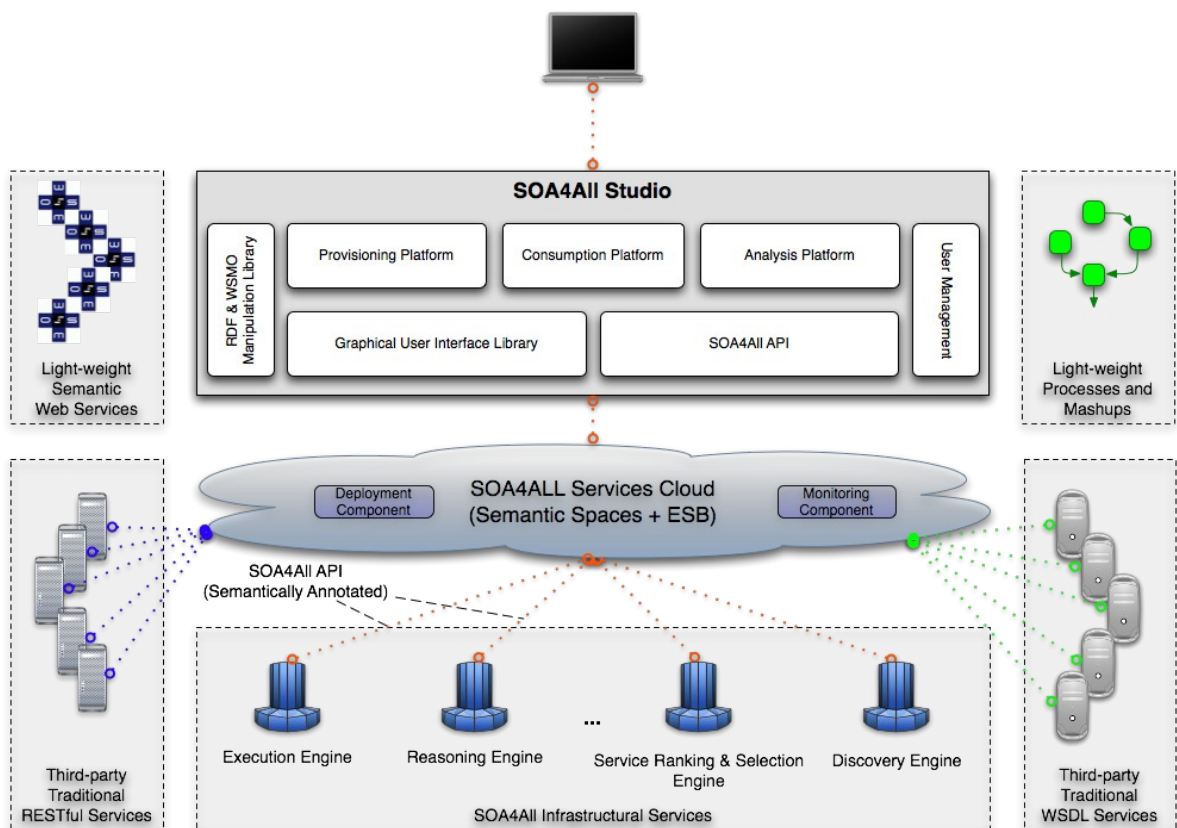 SOA4All Studio
RDF & WSMO
Manipulation Library
Provisioning Platform
Consumption Platform
Analysis Platform
User Management
Graphical User Interface Library
SOA4All API
Light-weight
Semantic
Web Services
Light-weight
Processes and
Mashups
Deployment
Component
SOA4ALL Services Cloud
(Semantic Spaces + ESB)
Monitoring
Component
SOA4All API
(Semantically Annotated)
Execution Engine
Reasoning Engine
...
Service Ranking & Selection
Engine
Discovery Engine
SOA4All Infrastructural Services
Third-party
Traditional
RESTful Services
Third-party
Traditional
WSDL Services